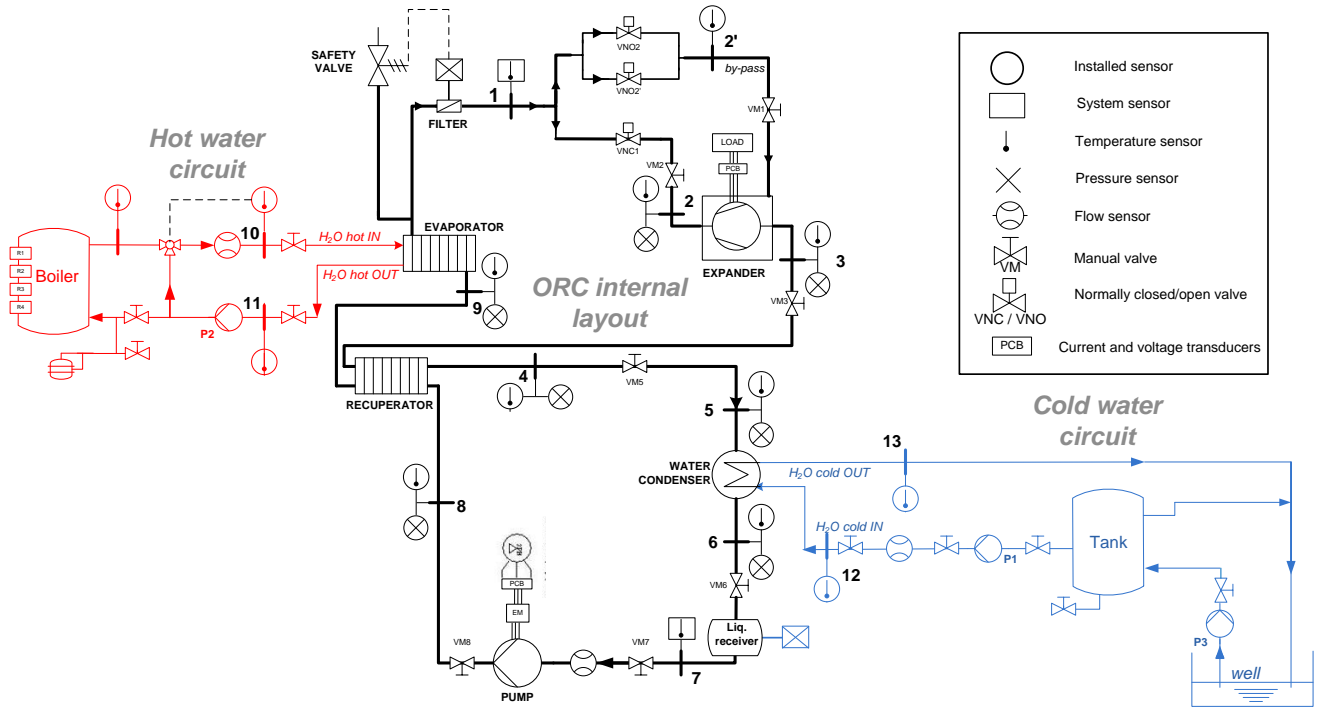 SAFETY
VALVE
FILTER
1
VNO2
VNO2'
2'
by-pass
VM1
VNC1
VM2
LOAD
PCB
2
EXPANDER
3
VM3
Hot water
circuit
Boiler
R1
R2
R3
R4
10
H2O hot IN
EVAPORATOR
H2O hot OUT
11
P2
9
ORC internal
layout
RECUPERATOR
4
VM5
5
WATER
CONDENSER
H2O cold OUT
13
Cold water
circuit
H2O cold IN
12
P1
Tank
P3
well
6
VM6
Liq.
receiver
7
VM7
PUMP
VM8
EM
PCB
8
Installed sensor
System sensor
Temperature sensor
Pressure sensor
Flow sensor
VM
Manual valve
VNC / VNO
Normally closed/open valve
PCB
Current and voltage transducers